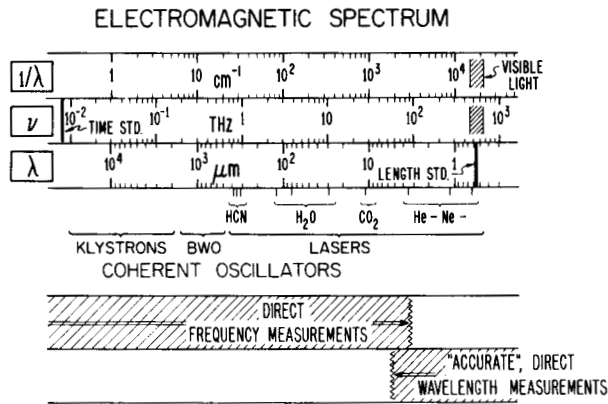 ELECTROMAGNETIC SPECTRUM
1/λ 1 10 cm⁻¹ 10² 10³ 10⁴ VISIBLE LIGHT
ν 10⁻² TIME STD. 10⁻¹ THz 1 10 10² 10³
λ 10⁴ 10³ μm 10² 10 LENGTH STD. 1
HCN H₂O CO₂ He - Ne -
KLYSTRONS BWO LASERS
COHERENT OSCILLATORS
DIRECT
FREQUENCY MEASUREMENTS
"ACCURATE", DIRECT
WAVELENGTH MEASUREMENTS